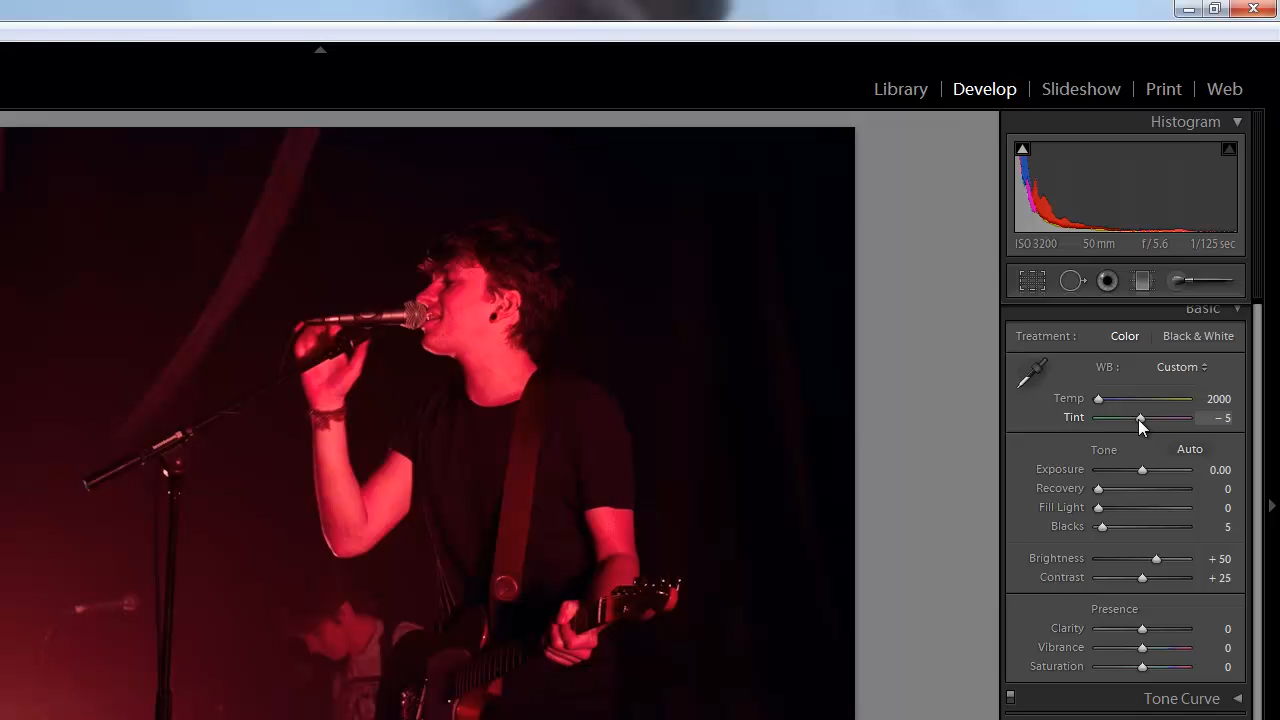 Library | Develop | Slideshow | Print | Web
Histogram
ISO 3200 50 mm f / 5.6 1/125 sec
Basic
Treatment : Color Black & White
WB : Custom
Temp 2000
Tint – 5
Tone Auto
Exposure 0.00
Recovery 0
Fill Light 0
Blacks 5
Brightness + 50
Contrast + 25
Presence
Clarity 0
Vibrance 0
Saturation 0
Tone Curve